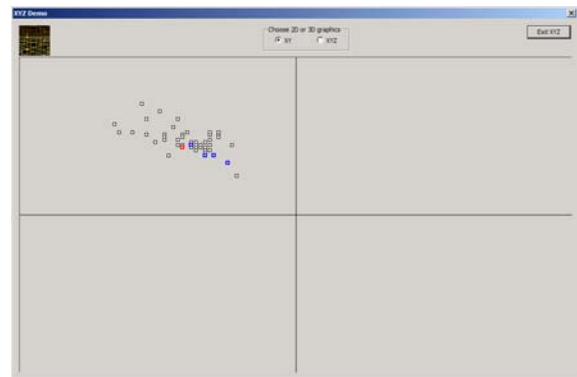 XYZ Demo
Choose 2D or 3D graphics
XY
XYZ
Exit XYZ